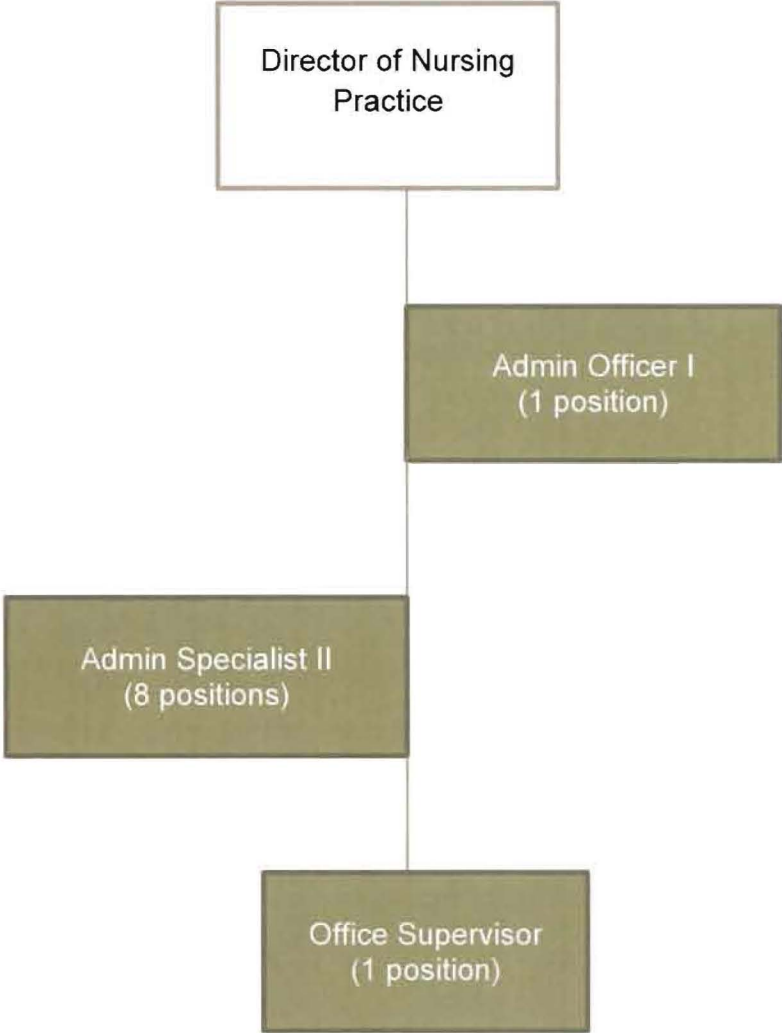 Director of Nursing
Practice
Admin Officer I
(1 position)
Admin Specialist II
(8 positions)
Office Supervisor
(1 position)